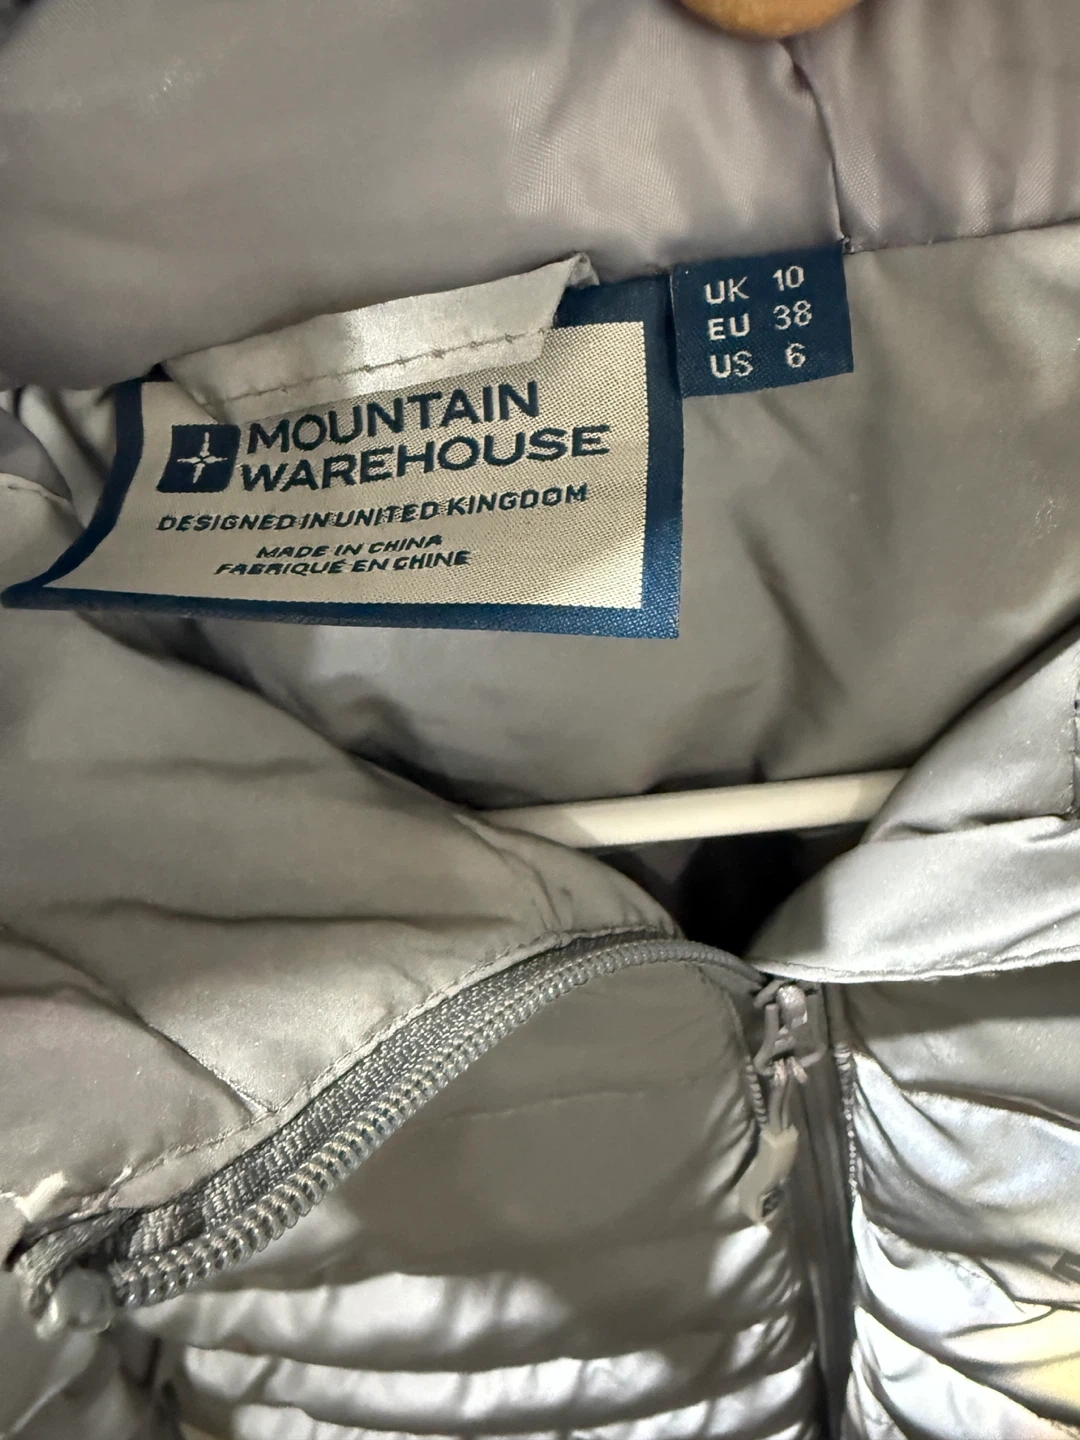 UK 10
EU 38
US 6
MOUNTAIN
WAREHOUSE
DESIGNED IN UNITED KINGDOM
MADE IN CHINA
FABRIQUÉ EN CHINE